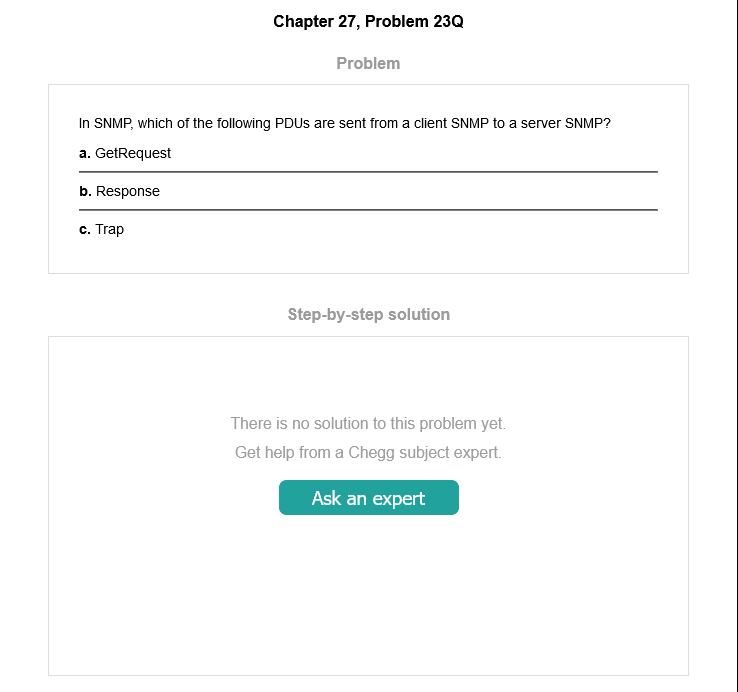 Chapter 27, Problem 23Q
Problem
In SNMP, which of the following PDUs are sent from a client SNMP to a server SNMP?
a. GetRequest
b. Response
c. Trap
Step-by-step solution
There is no solution to this problem yet.
Get help from a Chegg subject expert.
Ask an expert